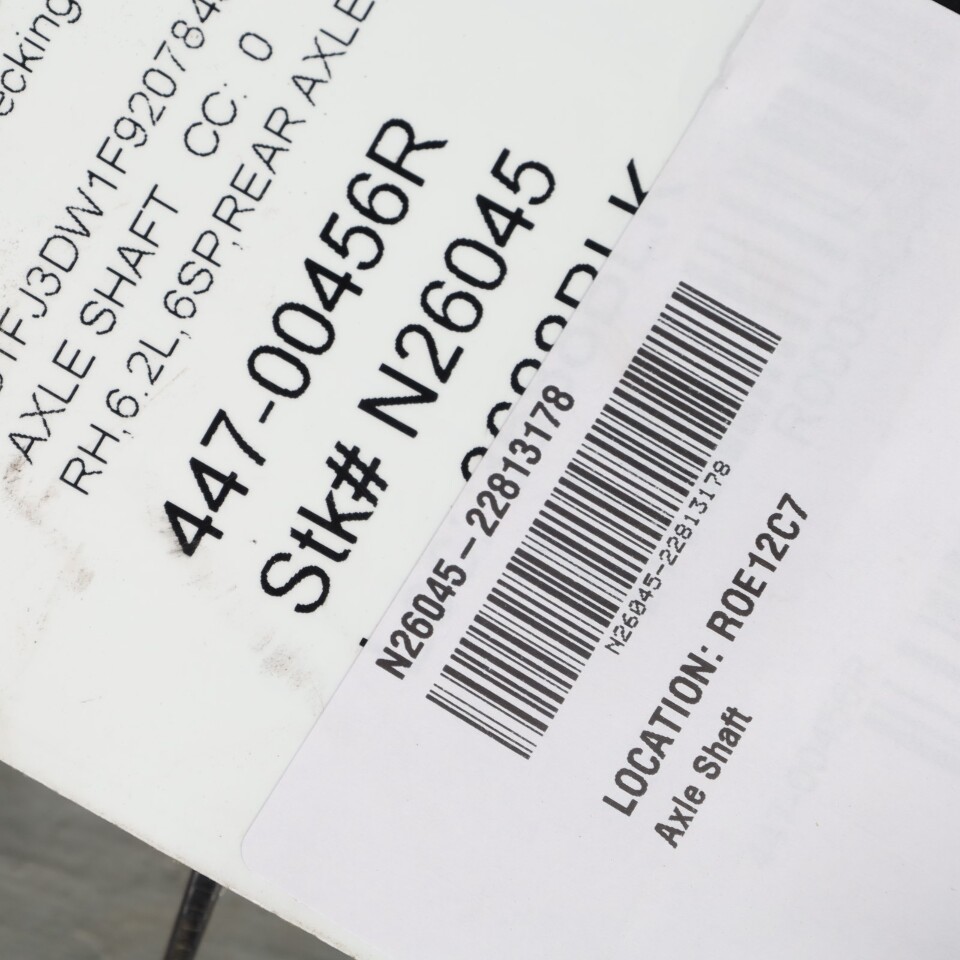 ecking
FJ3DW1F920784
AXLE SHAFT CC: 0
RH,6.2L,6SP,REAR AXLE
447-00456R
Stk# N26045
N26045-22813178
N26045-22813178
LOCATION: ROE12C7
Axle Shaft